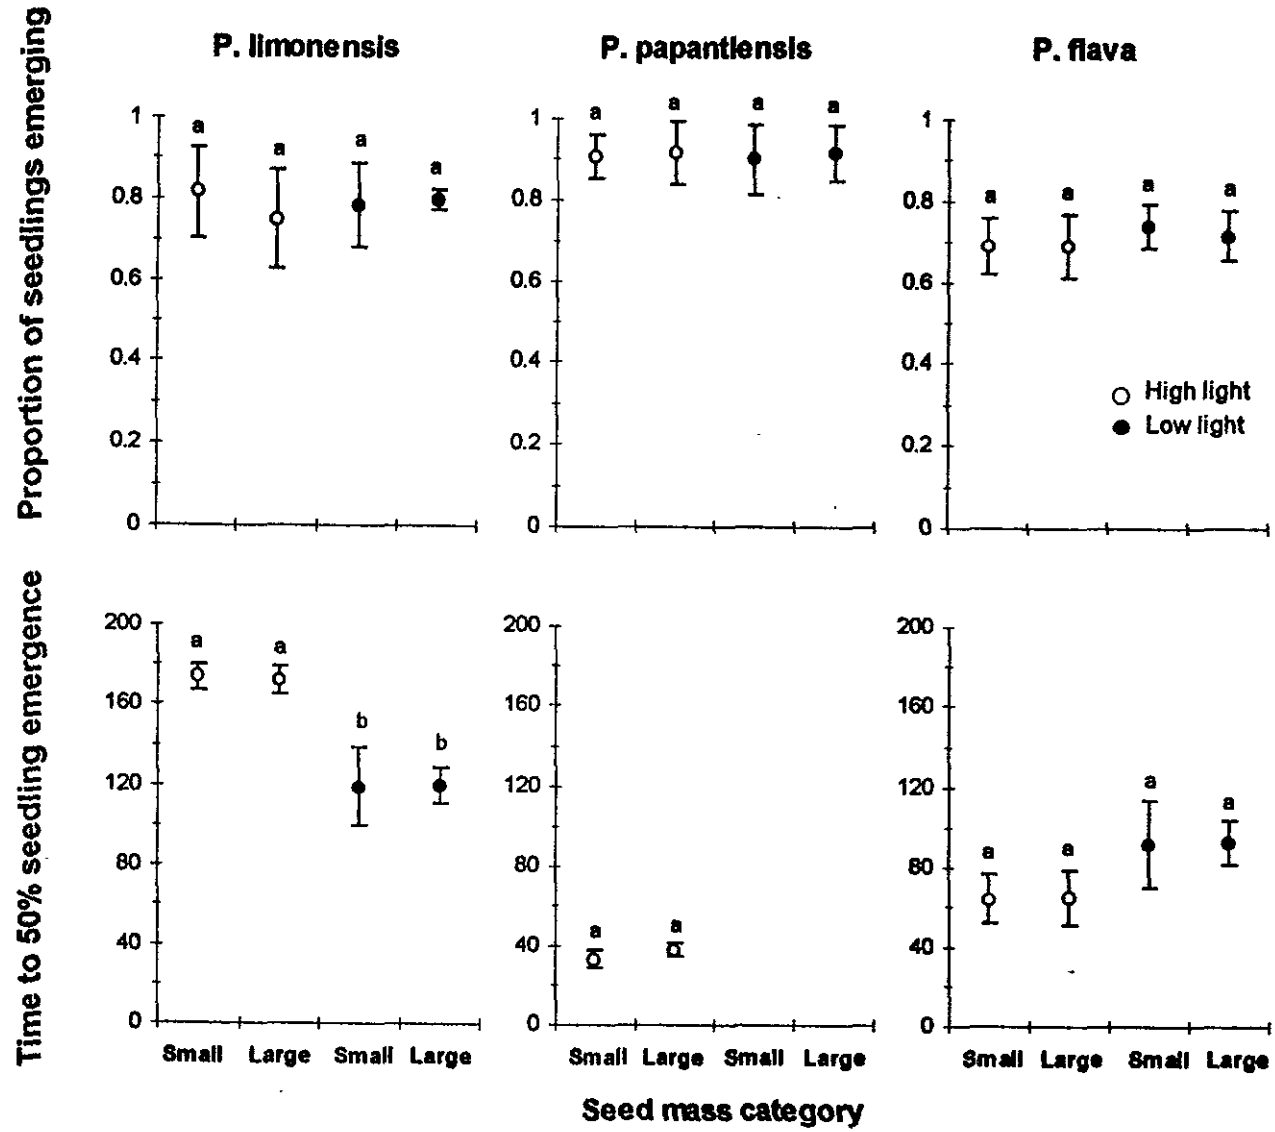 P. limonensis P. papantlensis P. flava
Proportion of seedlings emerging
a a a a
1
0.8
0.6
0.4
0.2
0
a a a a
1
0.8
0.6
0.4
0.2
0
a a a a
1
0.8
0.6
0.4
0.2
0
High light
Low light
Time to 50% seedling emergence
a a b b
200
160
120
80
40
0
a a
200
160
120
80
40
0
a a a a
200
160
120
80
40
0
Small Large Small Large
Small Large Small Large
Small Large Small Large
Seed mass category